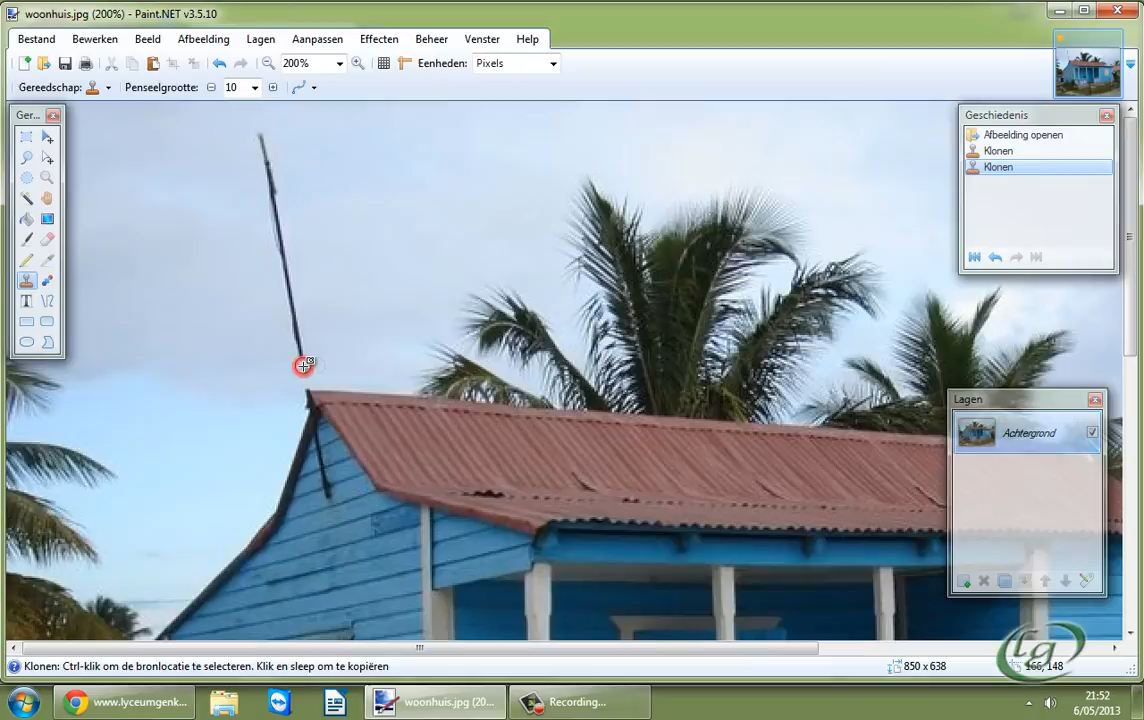 woonhuis.jpg (200%) - Paint.NET v3.5.10
Bestand Bewerken Beeld Afbeelding Lagen Aanpassen Effecten Beheer Venster Help
200% Eenheden: Pixels
Gereedschap: Penseelgrootte: 10
Ger...
T
Geschiedenis
Afbeelding openen
Klonen
Klonen
Lagen
Achtergrond
Klonen: Ctrl-klik om de bronlocatie te selecteren. Klik en sleep om te kopiëren
850 x 638
166, 148
lg
www.lyceumgenk...
woonhuis.jpg (20...
Recording...
21:52
6/05/2013